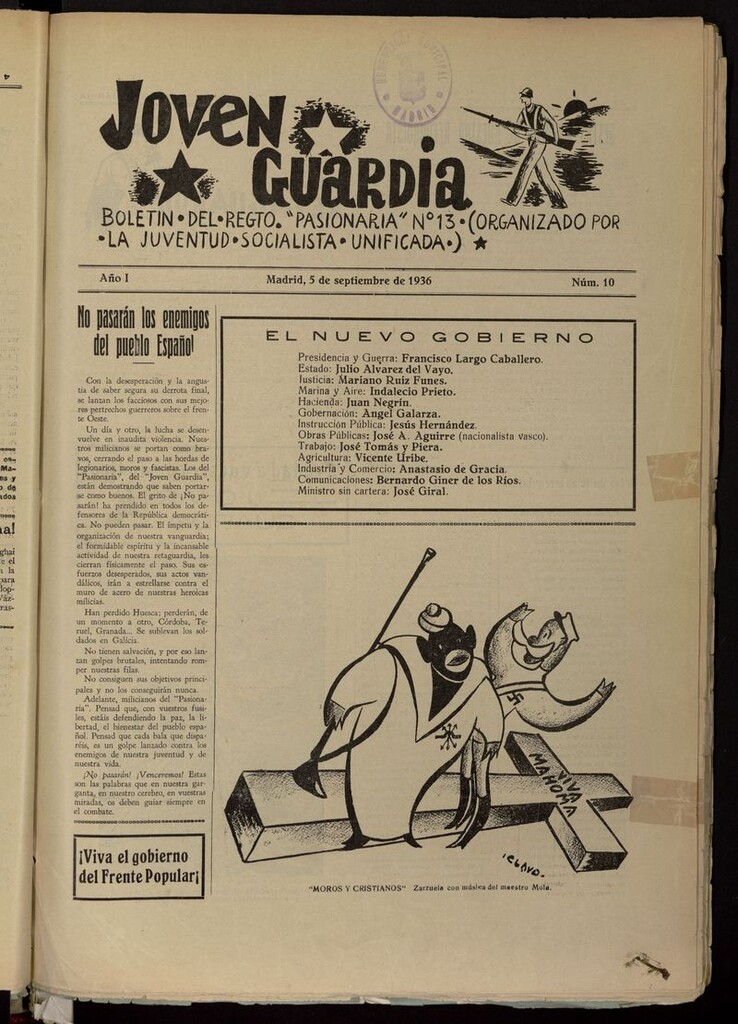 HEMEROTECA MUNICIPAL
MADRID
JOVEN
GUARDIA
BOLETIN • DEL • REGTO. "PASIONARIA" Nº 13 • (ORGANIZADO POR
• LA JUVENTUD • SOCIALISTA • UNIFICADA •)
Año I Madrid, 5 de septiembre de 1936 Núm. 10
No pasarán los enemigos
del pueblo Español
Con la desesperación y la angus-
tia de saber segura su derrota final,
se lanzan los facciosos con sus mejo-
res pertrechos guerreros sobre el fren-
te Oeste.
Un día y otro, la lucha se desen-
vuelve en inaudita violencia. Nues-
tros milicianos se portan como bra-
vos, cerrando el paso a las hordas de
legionarios, moros y fascistas. Los del
"Pasionaria", del "Joven Guardia",
están demostrando que saben portar-
se como buenos. El grito de ¡No pa-
sarán! ha prendido en todos los de-
fensores de la República democráti-
ca. No pueden pasar. El ímpetu y la
organización de nuestra vanguardia;
el formidable espíritu y la incansable
actividad de nuestra retaguardia, les
cierran físicamente el paso. Sus es-
fuerzos desesperados, sus actos van-
dálicos, irán a estrellarse contra el
muro de acero de nuestras heroicas
milicias.
Han perdido Huesca; perderán, de
un momento a otro, Córdoba, Te-
ruel, Granada... Se sublevan los sol-
dados en Galicia.
No tienen salvación, y por eso lan-
zan golpes brutales, intentando rom-
per nuestras filas.
No consiguen sus objetivos princi-
pales y no los conseguirán nunca.
Adelante, milicianos del "Pasiona-
ria". Pensad que, con vuestros fusi-
les, estáis defendiendo la paz, la li-
bertad, el bienestar del pueblo espa-
ñol. Pensad que cada bala que dispa-
réis, es un golpe lanzado contra los
enemigos de nuestra juventud y de
nuestra vida.
¡No pasarán! ¡Venceremos! Estas
son las palabras que en nuestra gar-
ganta, en nuestro cerebro, en vuestras
miradas, os deben guiar siempre en
el combate.
¡Viva el gobierno
del Frente Popular¡
EL NUEVO GOBIERNO
Presidencia y Guerra: Francisco Largo Caballero.
Estado: Julio Alvarez del Vayo.
Justicia: Mariano Ruiz Funes.
Marina y Aire: Indalecio Prieto.
Hacienda: Juan Negrín.
Gobernación: Angel Galarza.
Instrucción Pública: Jesús Hernández.
Obras Públicas: José A. Aguirre (nacionalista vasco).
Trabajo: José Tomás y Piera.
Agricultura: Vicente Uribe.
Industria y Comercio: Anastasio de Gracia.
Comunicaciones: Bernardo Giner de los Ríos.
Ministro sin cartera: José Giral.
VIVA
MAHOMA
"MOROS Y CRISTIANOS" Zarzuela con música del maestro Mola.